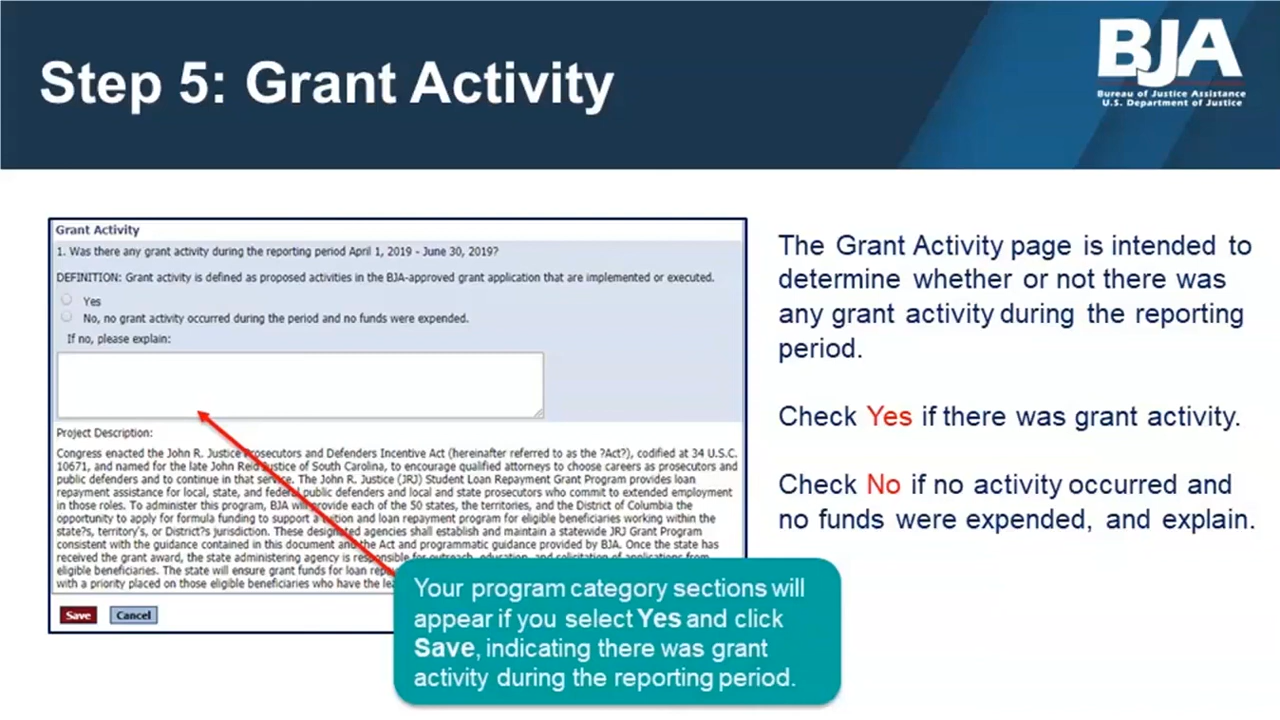 Step 5: Grant Activity
BJA
Bureau of Justice Assistance
U.S. Department of Justice
Grant Activity
1. Was there any grant activity during the reporting period April 1, 2019 - June 30, 2019?
DEFINITION: Grant activity is defined as proposed activities in the BJA-approved grant application that are implemented or executed.
Yes
No, no grant activity occurred during the period and no funds were expended.
If no, please explain:
Project Description:
Congress enacted the John R. Justice Prosecutors and Defenders Incentive Act (hereinafter referred to as the ?Act?), codified at 34 U.S.C.
10671, and named for the late John Reid Justice of South Carolina, to encourage qualified attorneys to choose careers as prosecutors and
public defenders and to continue in that service. The John R. Justice (JRJ) Student Loan Repayment Grant Program provides loan
repayment assistance for local, state, and federal public defenders and local and state prosecutors who commit to extended employment
in those roles. To administer this program, BJA will provide each of the 50 states, the territories, and the District of Columbia the
opportunity to apply for formula funding to support a and loan repayment program for eligible beneficiaries working within the
state?s, territory's, or District?s jurisdiction. These designated agencies shall establish and maintain a statewide JRJ Grant Program
consistent with the guidance contained in this document and the Act and programmatic guidance provided by BJA. Once the state has
received the grant award, the state administering agency is responsible for outreach, education, and solicitation of applications from
eligible beneficiaries. The state will ensure grant funds for loan
with a priority placed on those eligible beneficiaries who have the
Save Cancel
The Grant Activity page is intended to
determine whether or not there was
any grant activity during the reporting
period.
Check Yes if there was grant activity.
Check No if no activity occurred and
no funds were expended, and explain.
Your program category sections will
appear if you select Yes and click
Save, indicating there was grant
activity during the reporting period.